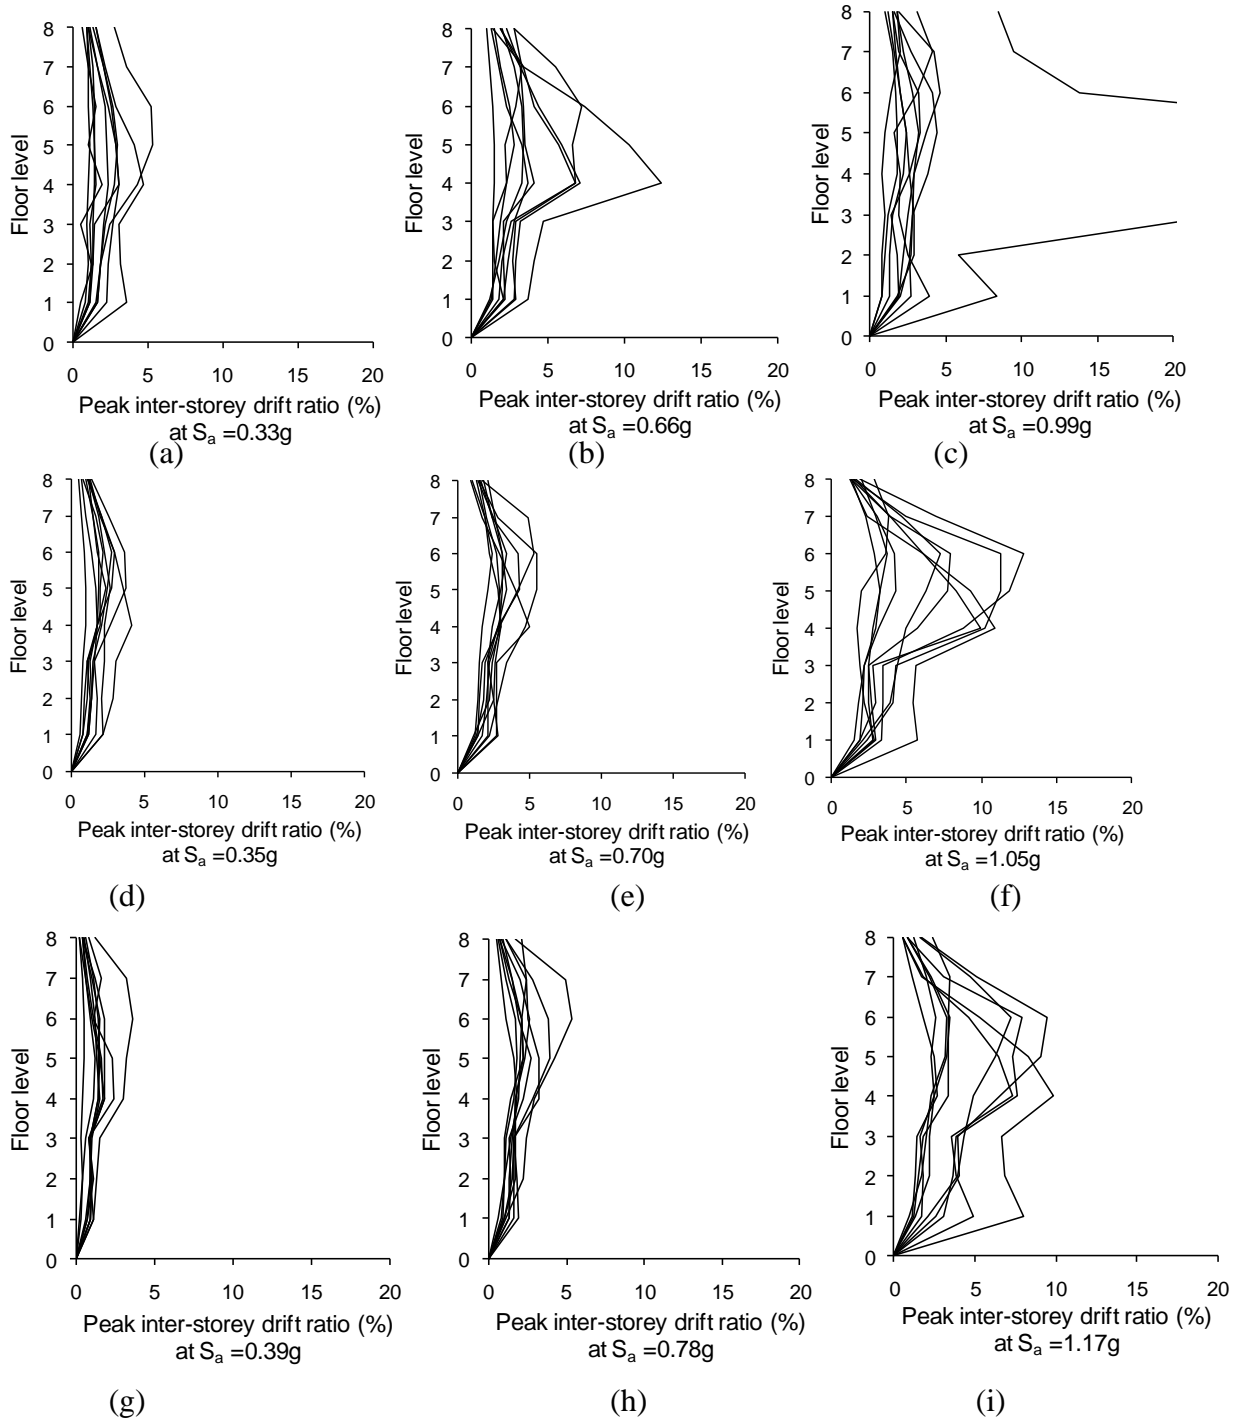 8
7
6
5
4
3
2
1
0
Floor level
0 5 10 15 20
Peak inter-storey drift ratio (%)
at Sa =0.33g
(a)
8
7
6
5
4
3
2
1
0
Floor level
0 5 10 15 20
Peak inter-storey drift ratio (%)
at Sa =0.66g
(b)
8
7
6
5
4
3
2
1
0
Floor level
0 5 10 15 20
Peak inter-storey drift ratio (%)
at Sa =0.99g
(c)
8
7
6
5
4
3
2
1
0
Floor level
0 5 10 15 20
Peak inter-storey drift ratio (%)
at Sa =0.35g
(d)
8
7
6
5
4
3
2
1
0
Floor level
0 5 10 15 20
Peak inter-storey drift ratio (%)
at Sa =0.70g
(e)
8
7
6
5
4
3
2
1
0
Floor level
0 5 10 15 20
Peak inter-storey drift ratio (%)
at Sa =1.05g
(f)
8
7
6
5
4
3
2
1
0
Floor level
0 5 10 15 20
Peak inter-storey drift ratio (%)
at Sa =0.39g
(g)
8
7
6
5
4
3
2
1
0
Floor level
0 5 10 15 20
Peak inter-storey drift ratio (%)
at Sa =0.78g
(h)
8
7
6
5
4
3
2
1
0
Floor level
0 5 10 15 20
Peak inter-storey drift ratio (%)
at Sa =1.17g
(i)